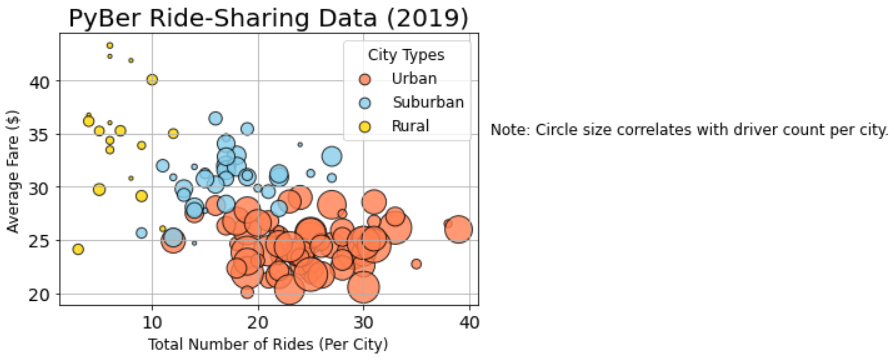 PyBer Ride-Sharing Data (2019)
City Types
Urban
Suburban
Rural
Note: Circle size correlates with driver count per city.
Average Fare ($)
40
35
30
25
20
10
20
30
40
Total Number of Rides (Per City)